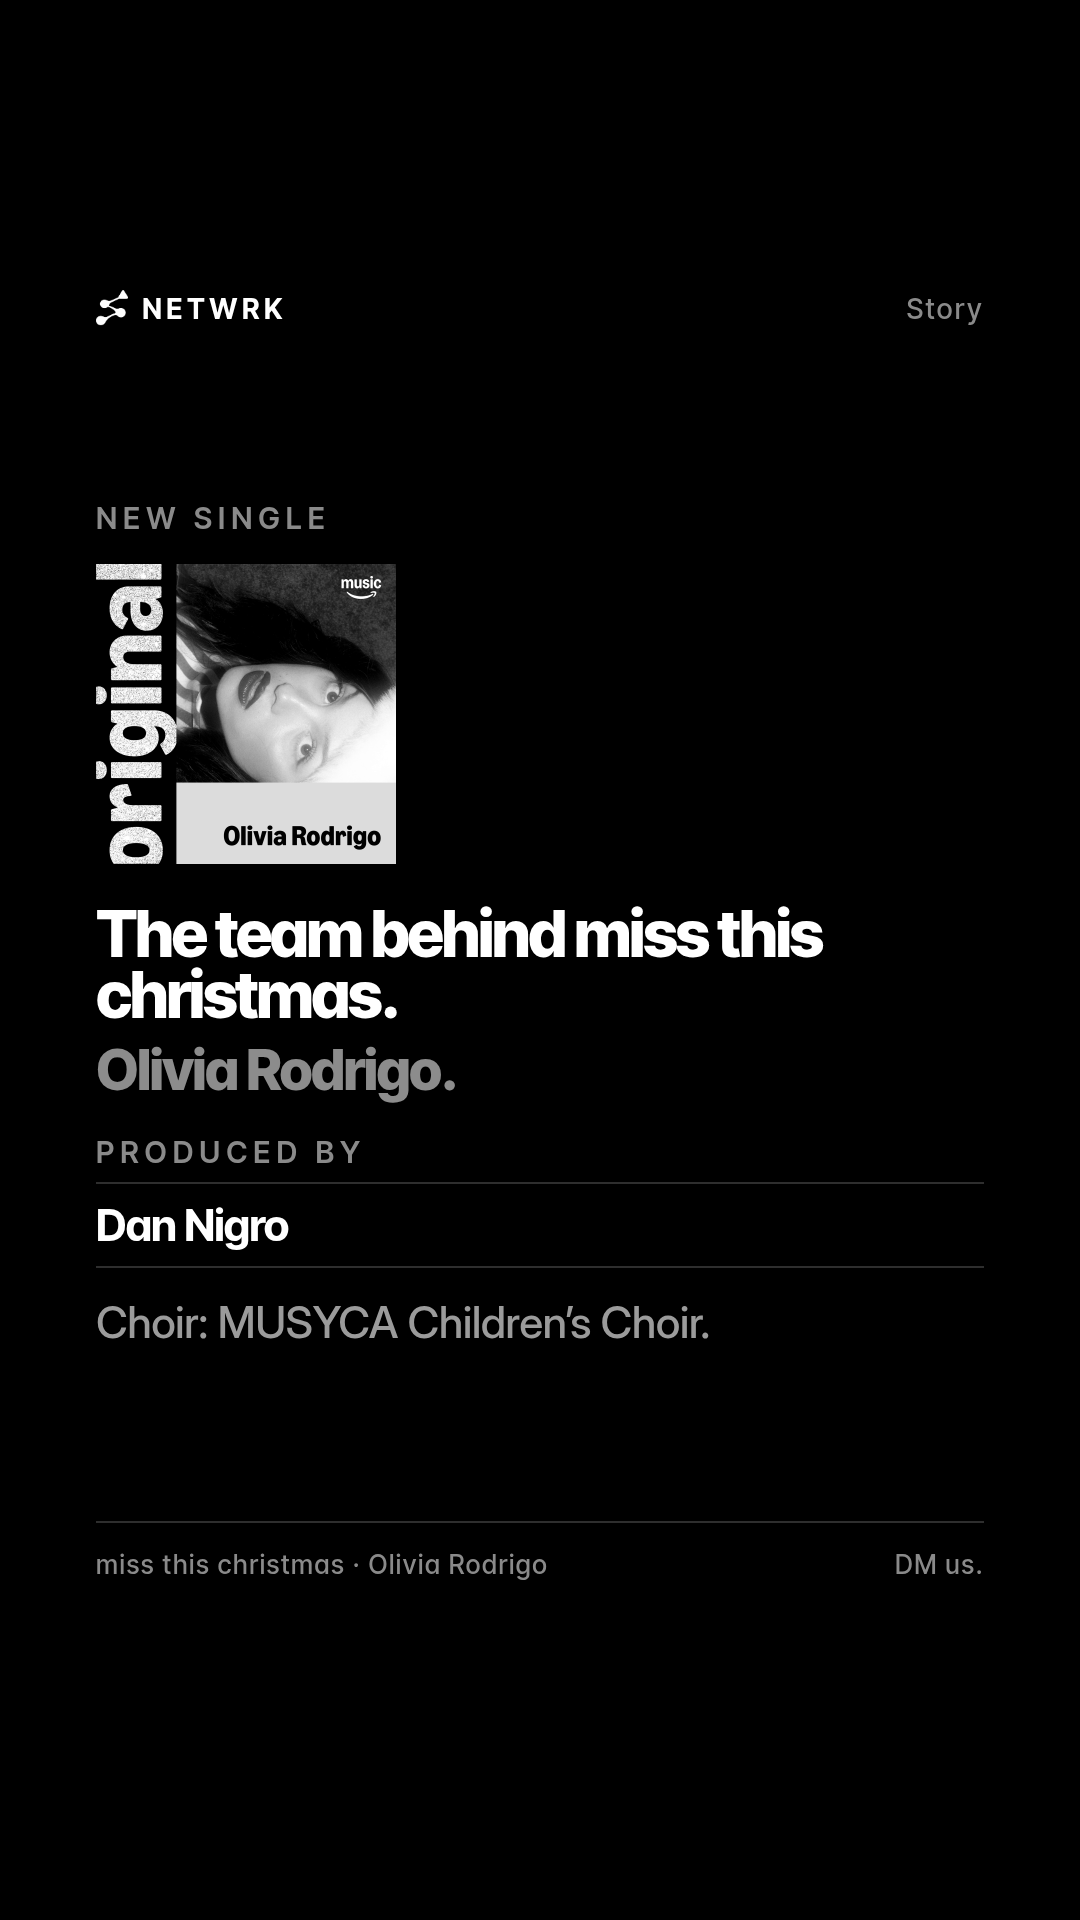 NETWRK
Story
NEW SINGLE
original
music
Olivia Rodrigo
The team behind miss this
christmas.
Olivia Rodrigo.
PRODUCED BY
Dan Nigro
Choir: MUSYCA Children’s Choir.
miss this christmas · Olivia Rodrigo
DM us.